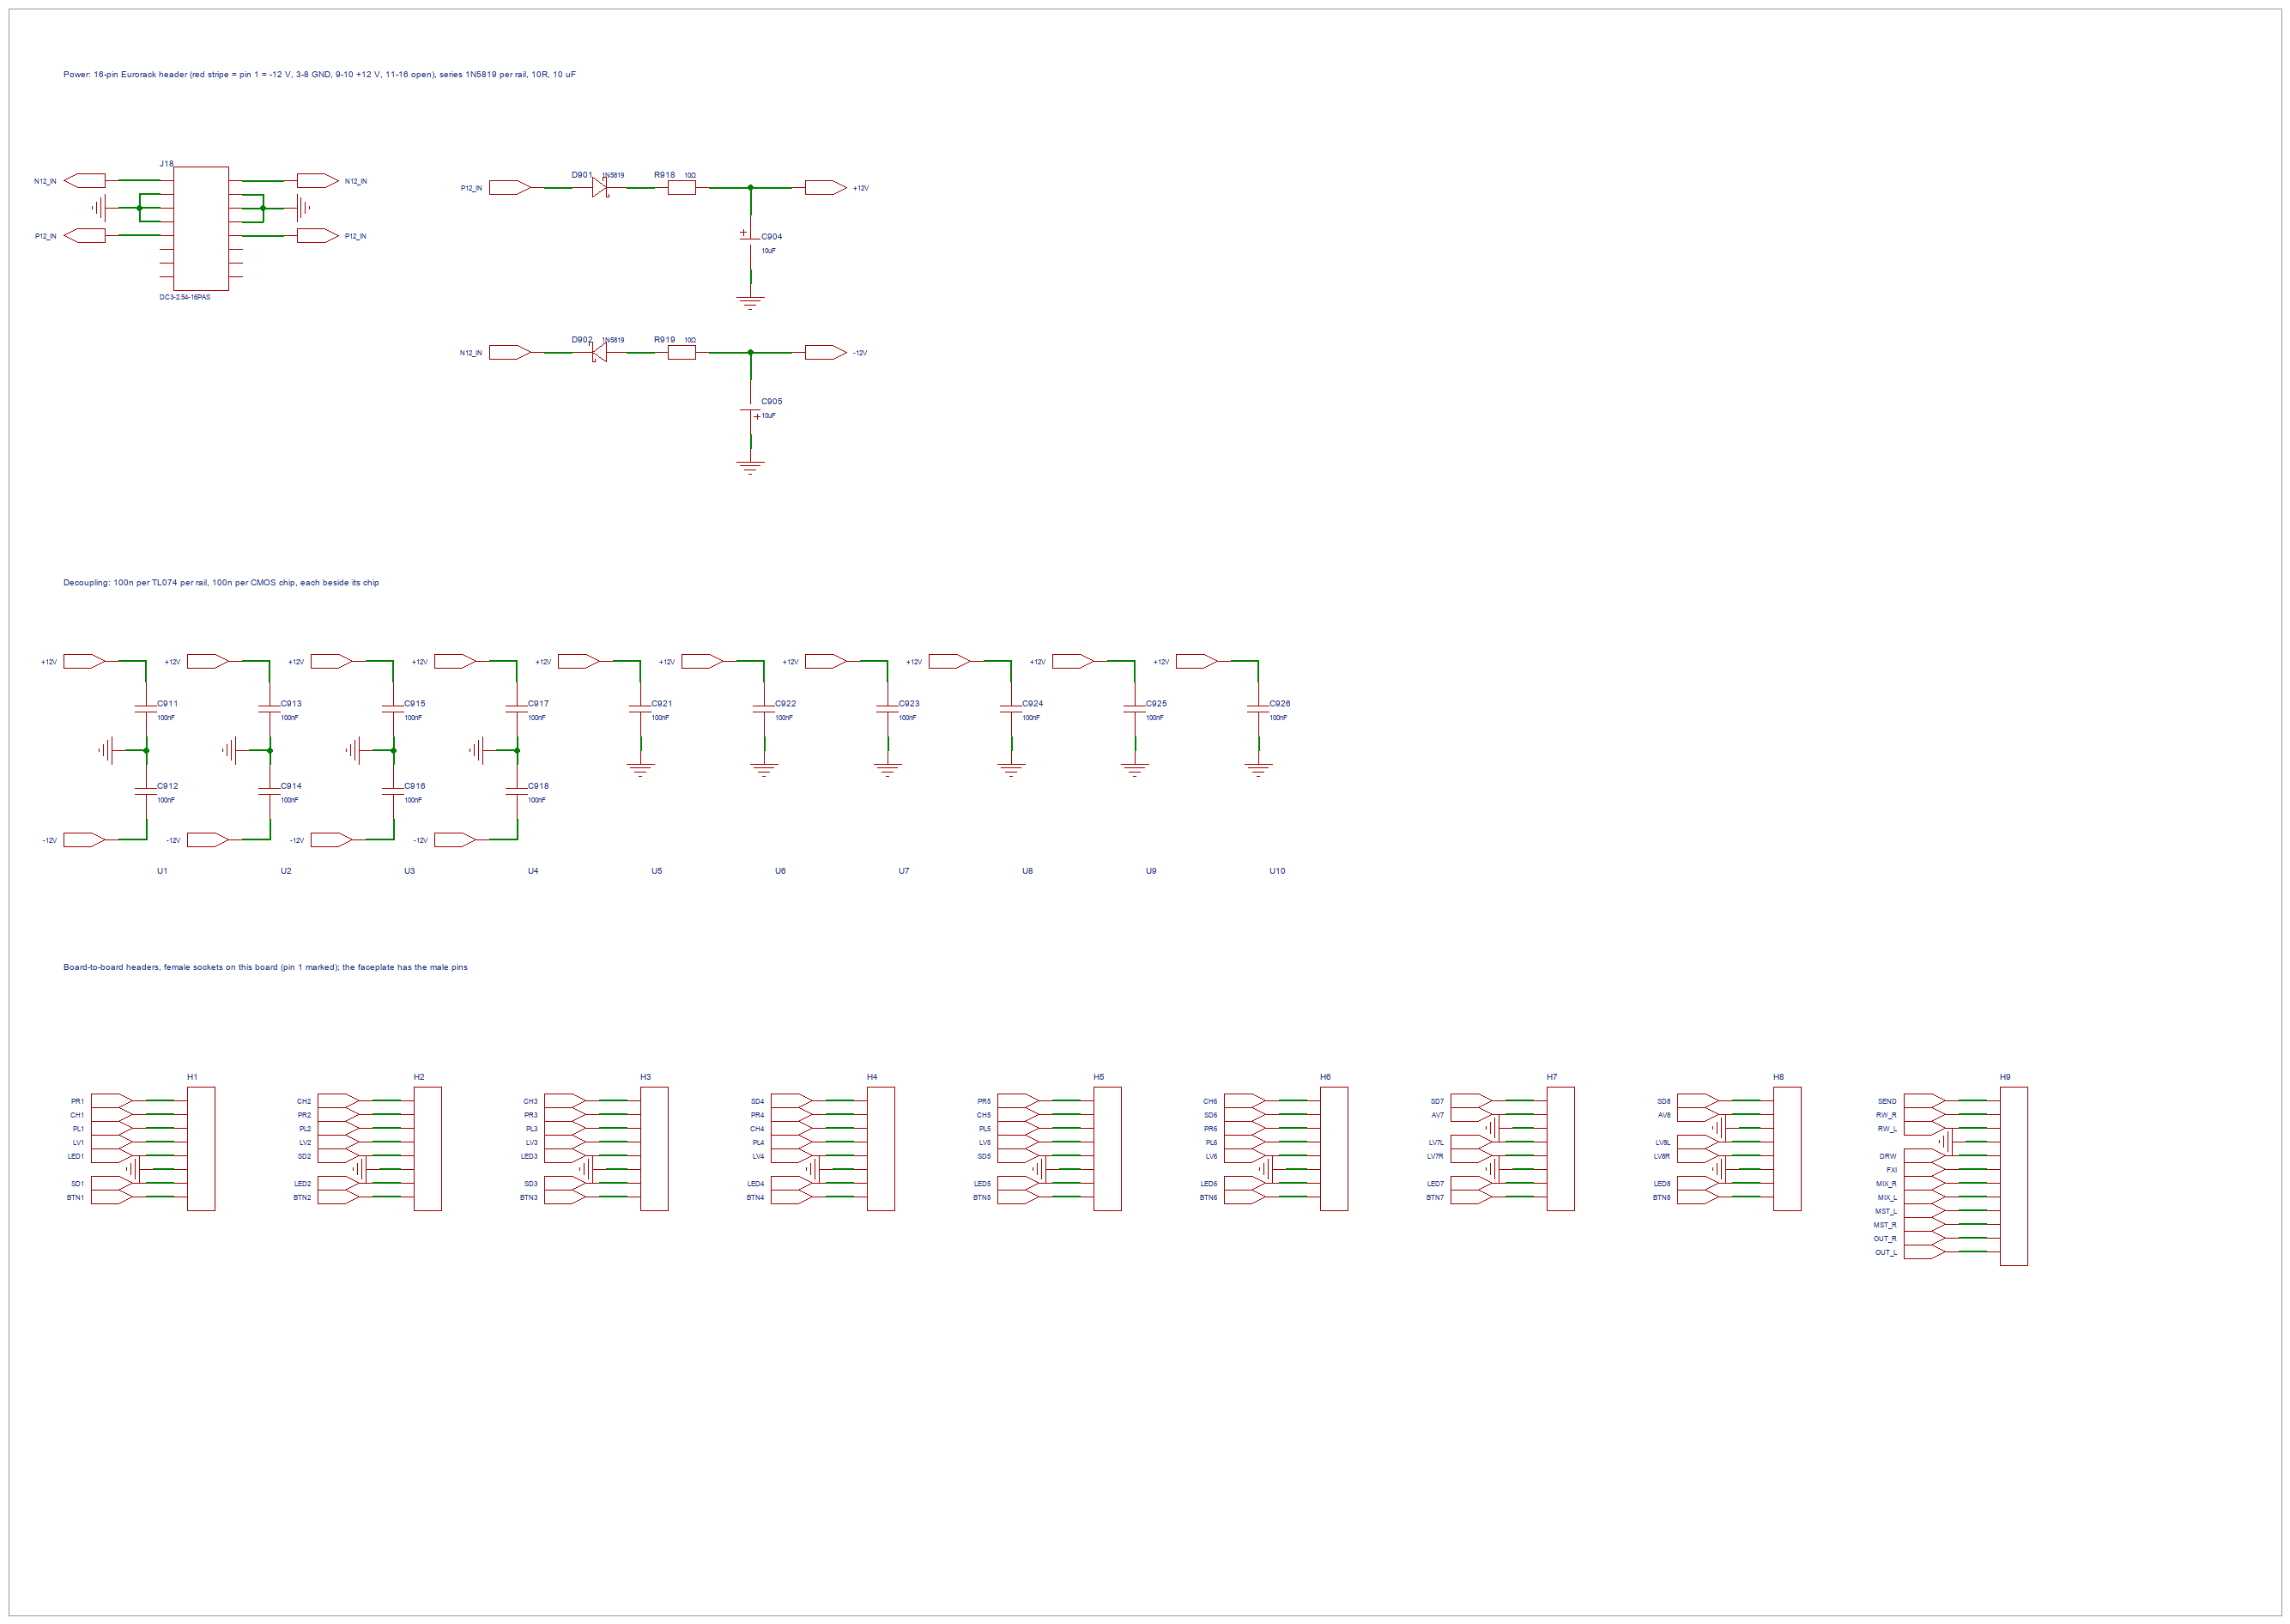 Power: 16-pin Eurorack header (red stripe = pin 1 = -12 V, 3-8 GND, 9-10 +12 V, 11-16 open), series 1N5819 per rail, 10R, 10 uF
J18
N12_IN
N12_IN
P12_IN
P12_IN
DC3-2.54-16PAS
P12_IN
D901
1N5819
R918
10Ω
+12V
C904
10uF
N12_IN
D902
1N5819
R919
10Ω
-12V
C905
10uF
Decoupling: 100n per TL074 per rail, 100n per CMOS chip, each beside its chip
+12V
+12V
+12V
+12V
+12V
+12V
+12V
+12V
+12V
+12V
C911
100nF
C913
100nF
C915
100nF
C917
100nF
C921
100nF
C922
100nF
C923
100nF
C924
100nF
C925
100nF
C926
100nF
C912
100nF
C914
100nF
C916
100nF
C918
100nF
-12V
-12V
-12V
-12V
U1
U2
U3
U4
U5
U6
U7
U8
U9
U10
Board-to-board headers, female sockets on this board (pin 1 marked); the faceplate has the male pins
H1
PR1
CH1
PL1
LV1
LED1
SD1
BTN1
H2
CH2
PR2
PL2
LV2
SD2
LED2
BTN2
H3
CH3
PR3
PL3
LV3
LED3
SD3
BTN3
H4
SD4
PR4
CH4
PL4
LV4
LED4
BTN4
H5
PR5
CH5
PL5
LV5
SD5
LED5
BTN5
H6
CH6
SD6
PR6
PL6
LV6
LED6
BTN6
H7
SD7
AV7
LV7L
LV7R
LED7
BTN7
H8
SD8
AV8
LV8L
LV8R
LED8
BTN8
H9
SEND
RW_R
RW_L
DRW
FXI
MIX_R
MIX_L
MST_L
MST_R
OUT_R
OUT_L